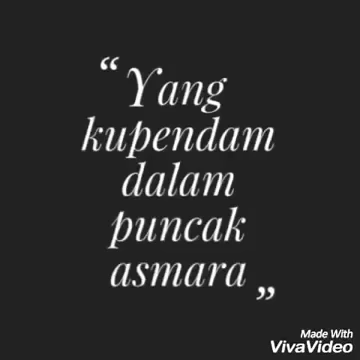 “ Yang
kupendam
dalam
puncak
asmara „
Made With
VivaVideo